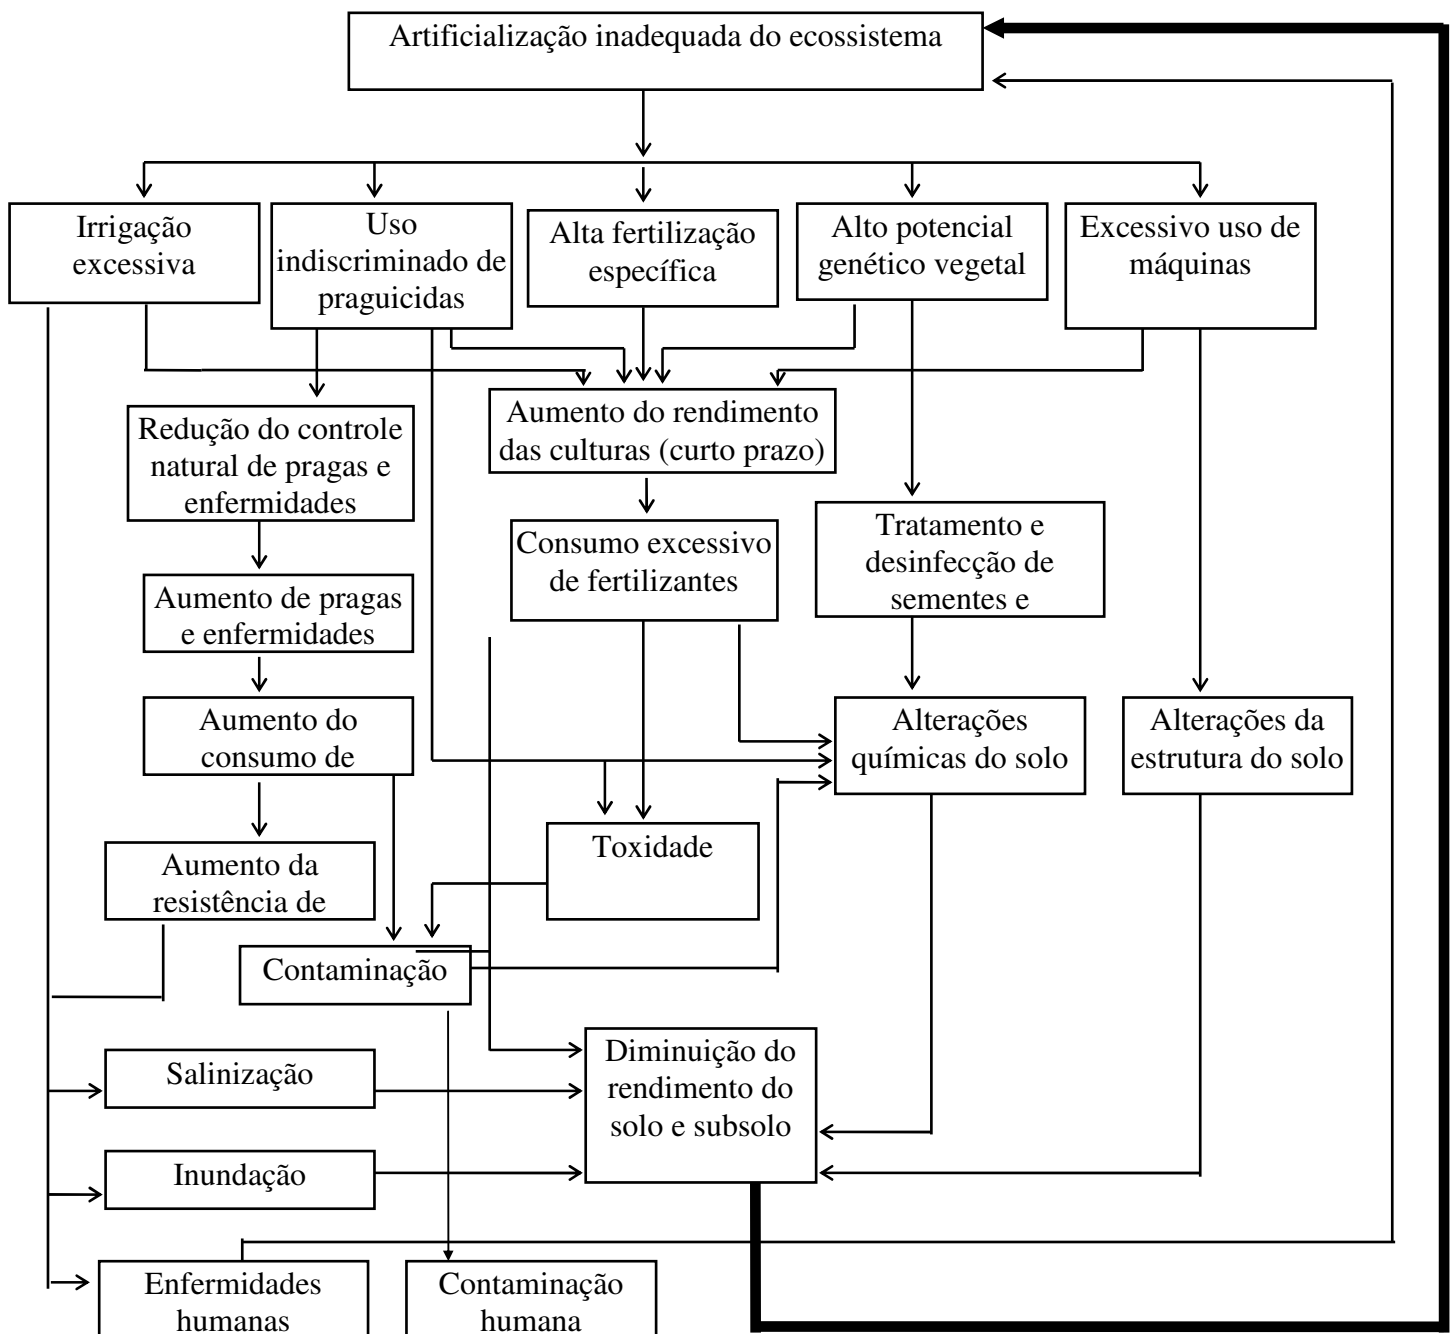 Artificialização inadequada do ecossistema
Irrigação
excessiva
Uso
indiscriminado de
praguicidas
Alta fertilização
específica
Alto potencial
genético vegetal
Excessivo uso de
máquinas
Redução do controle
natural de pragas e
enfermidades
Aumento do rendimento
das culturas (curto prazo)
Consumo excessivo
de fertilizantes
Tratamento e
desinfecção de
sementes e
Aumento de pragas
e enfermidades
Aumento do
consumo de
Alterações
químicas do solo
Alterações da
estrutura do solo
Aumento da
resistência de
Toxidade
Contaminação
Salinização
Diminuição do
rendimento do
solo e subsolo
Inundação
Enfermidades
humanas
Contaminação
humana